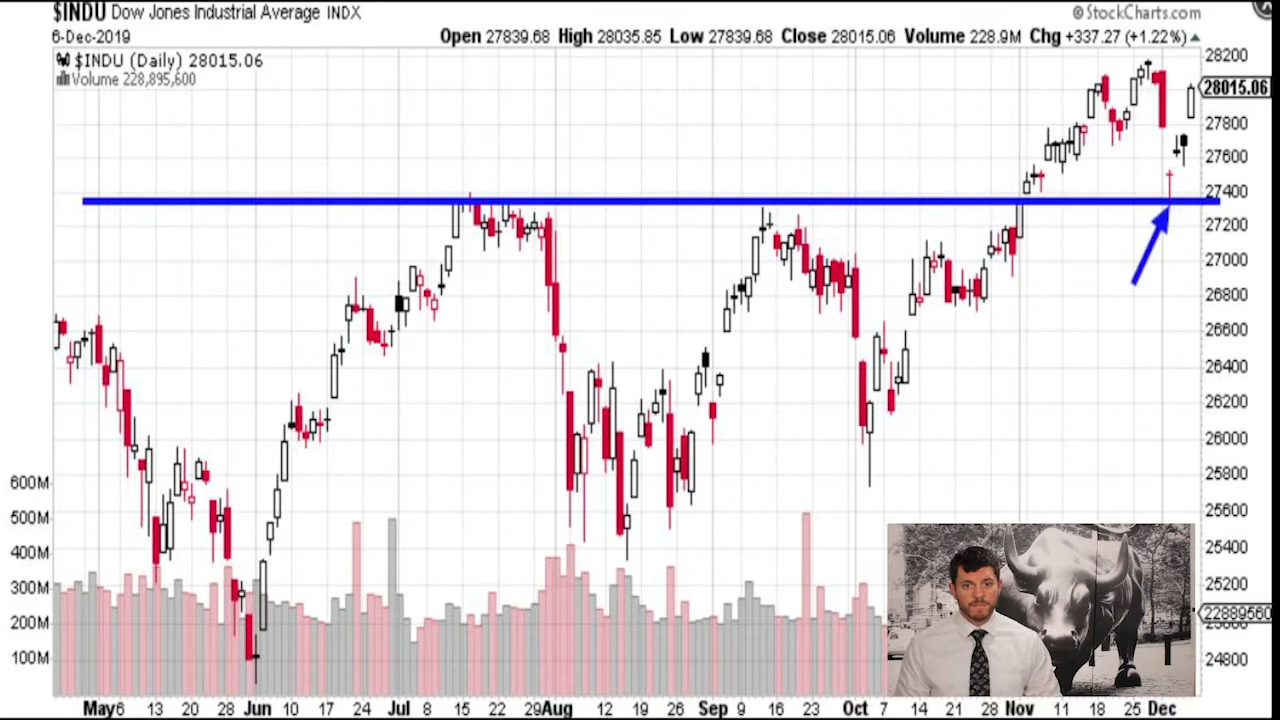 $INDU Dow Jones Industrial Average INDX
© StockCharts.com
6-Dec-2019
Open 27839.68 High 28035.85 Low 27839.68 Close 28015.06 Volume 228.9M Chg +337.27 (+1.22%)
$INDU (Daily) 28015.06
Volume 228,895,600
28200
28015.06
27800
27600
27400
27200
27000
26800
26600
26400
26200
26000
25800
25600
25400
25200
22889560
24800
600M
500M
400M
300M
200M
100M
May 6 13 20 28 Jun 10 17 24 Jul 8 15 22 29 Aug 12 19 26 Sep 9 16 23 Oct 7 14 21 28 Nov 11 18 25 Dec